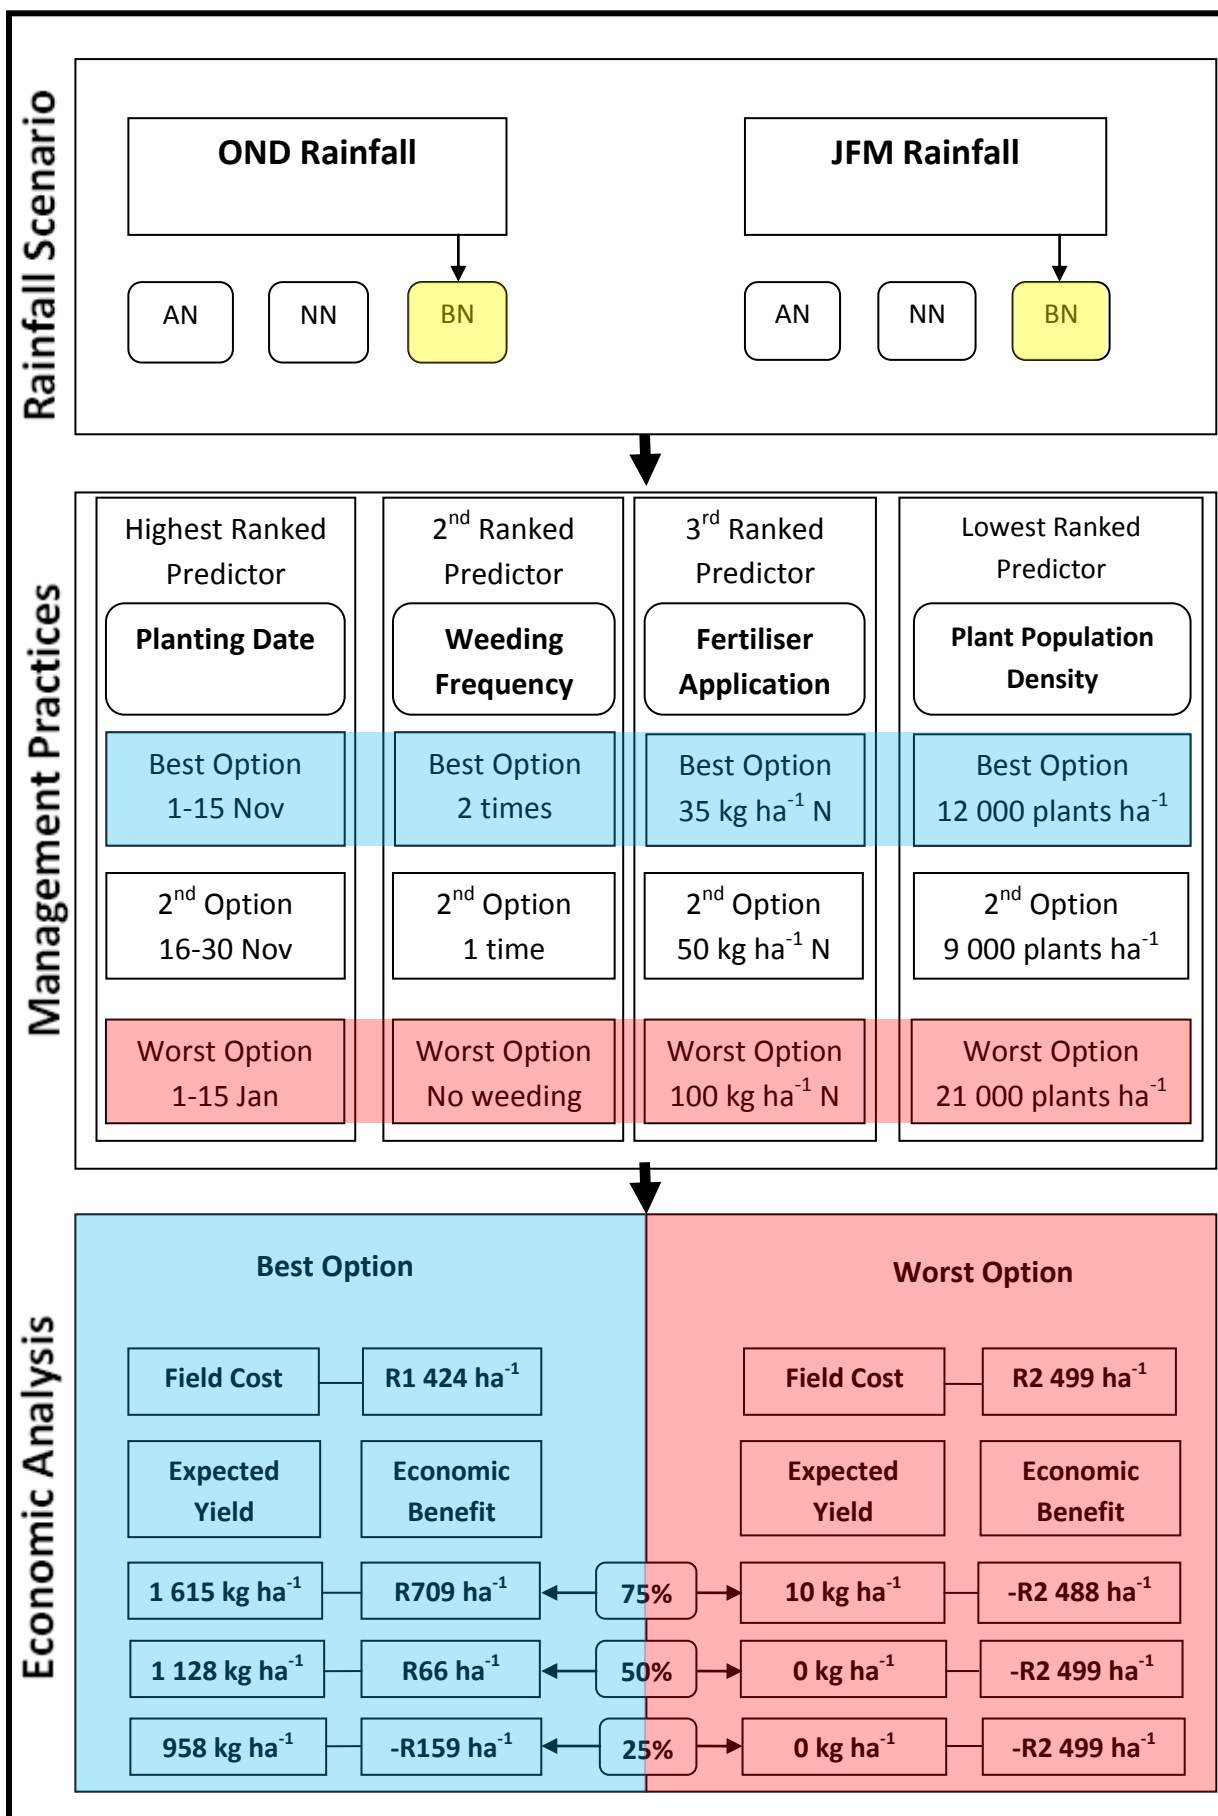 Rainfall Scenario
OND Rainfall
JFM Rainfall
AN
NN
BN
AN
NN
BN
Management Practices
Highest Ranked
Predictor
Planting Date
Best Option
1-15 Nov
2nd Option
16-30 Nov
Worst Option
1-15 Jan
2nd Ranked
Predictor
Weeding
Frequency
Best Option
2 times
2nd Option
1 time
Worst Option
No weeding
3rd Ranked
Predictor
Fertiliser
Application
Best Option
35 kg ha⁻¹ N
2nd Option
50 kg ha⁻¹ N
Worst Option
100 kg ha⁻¹ N
Lowest Ranked
Predictor
Plant Population
Density
Best Option
12 000 plants ha⁻¹
2nd Option
9 000 plants ha⁻¹
Worst Option
21 000 plants ha⁻¹
Economic Analysis
Best Option
Field Cost
R1 424 ha⁻¹
Expected
Yield
Economic
Benefit
1 615 kg ha⁻¹
R709 ha⁻¹
1 128 kg ha⁻¹
R66 ha⁻¹
958 kg ha⁻¹
-R159 ha⁻¹
75%
50%
25%
Worst Option
Field Cost
R2 499 ha⁻¹
Expected
Yield
Economic
Benefit
10 kg ha⁻¹
-R2 488 ha⁻¹
0 kg ha⁻¹
-R2 499 ha⁻¹
0 kg ha⁻¹
-R2 499 ha⁻¹